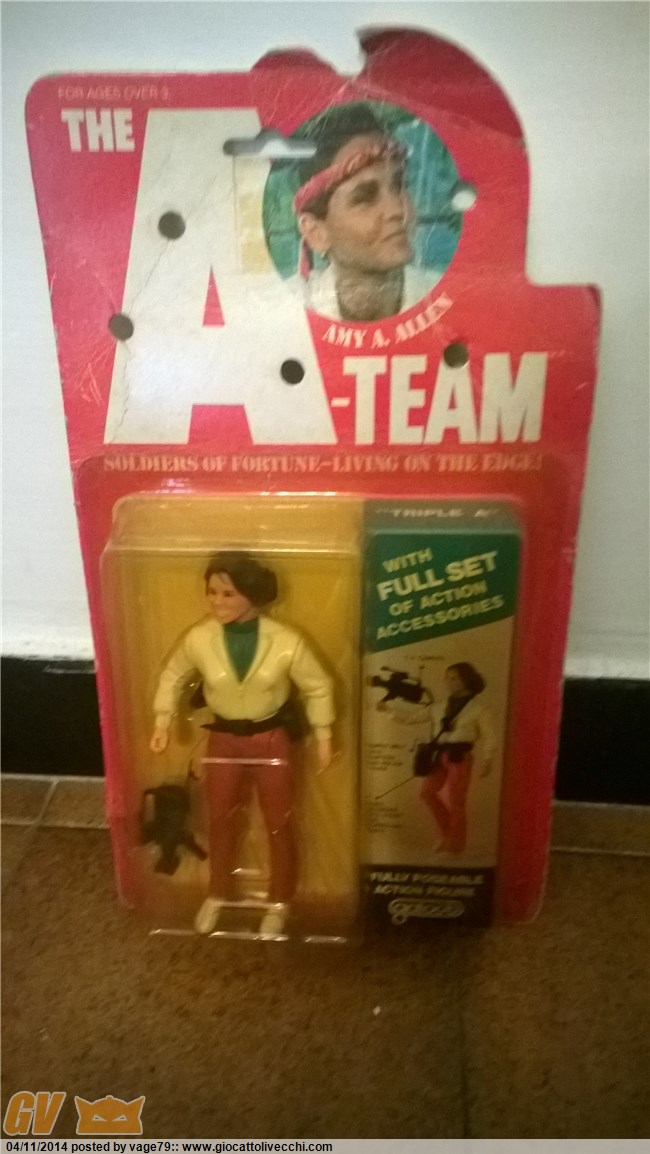 FOR AGES OVER 3
THE
A
AMY A. ALLEN
-TEAM
SOLDIERS OF FORTUNE-LIVING ON THE EDGE!
"TRIPLE A"
WITH
FULL SET
OF ACTION
ACCESSORIES
FULLY POSEABLE
ACTION FIGURE
galoob
GV
04/11/2014 posted by vage79:: www.giocattolivecchi.com